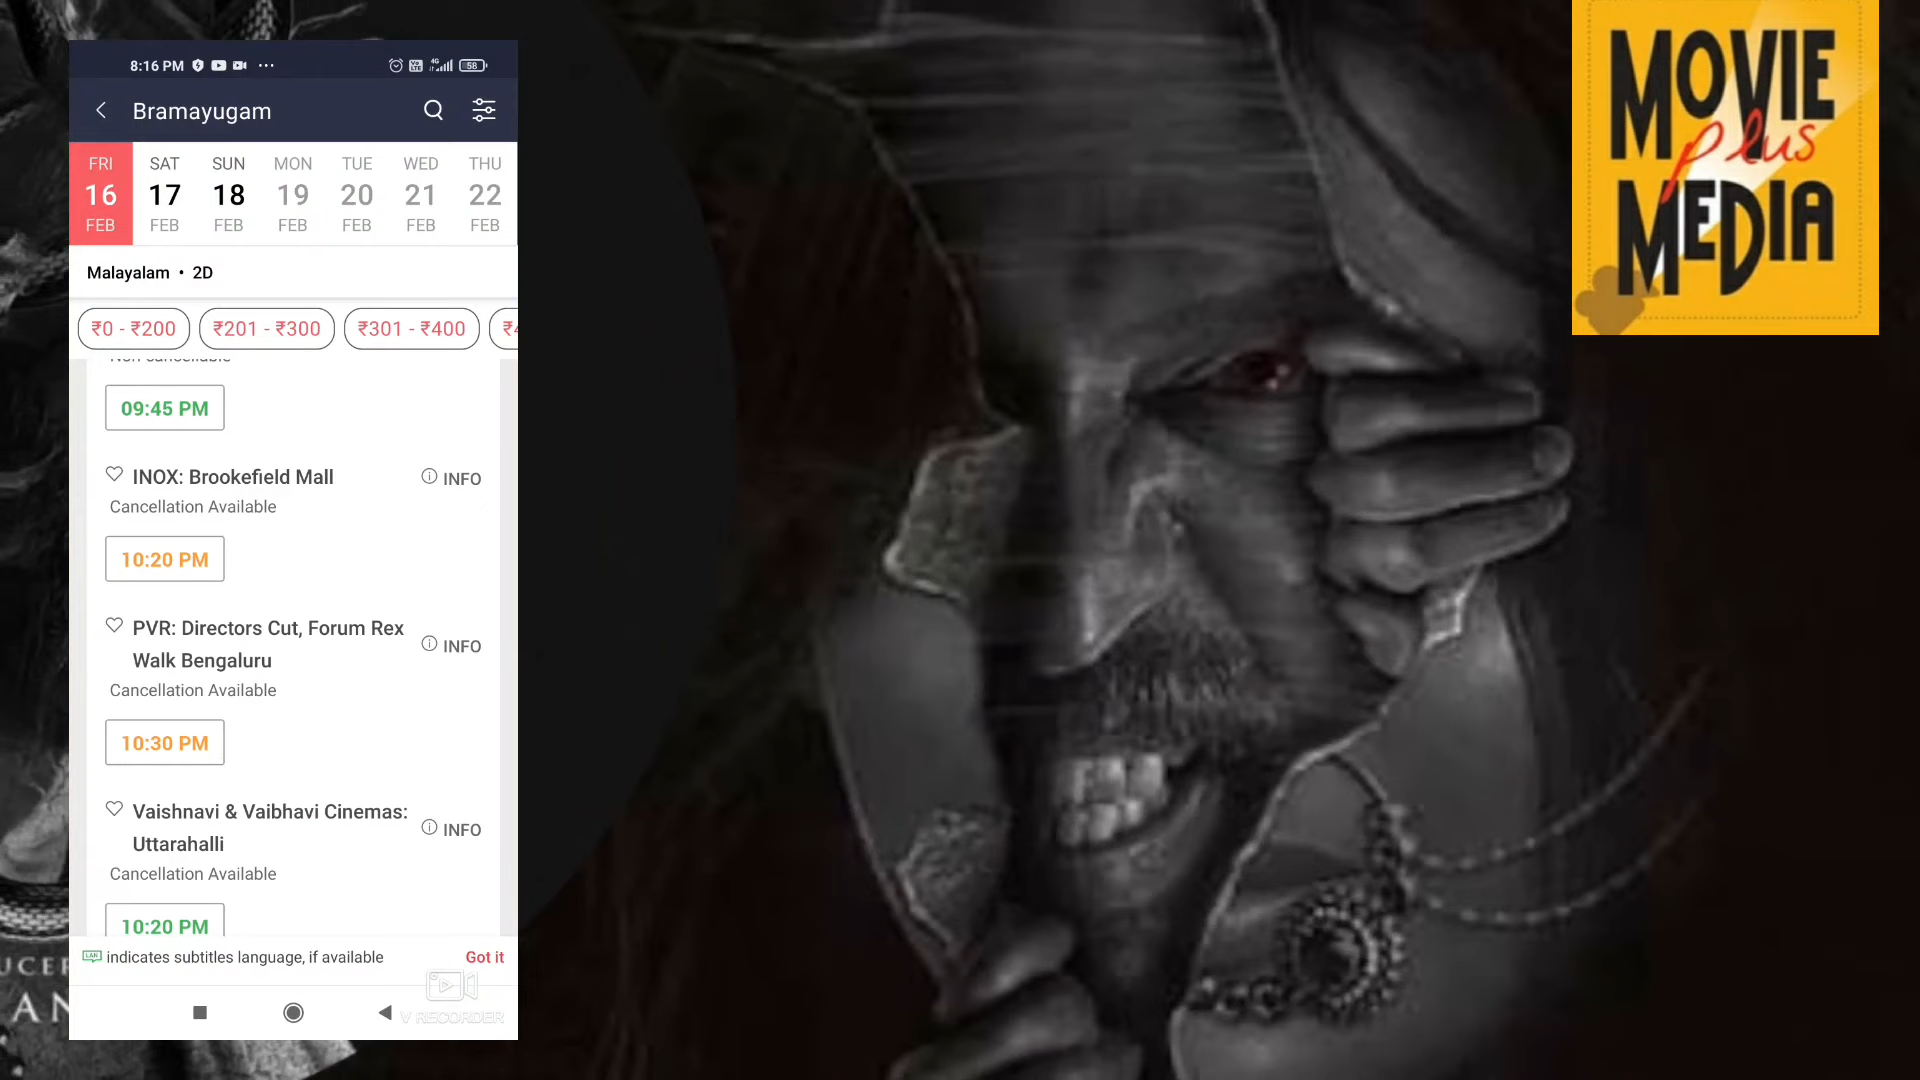 8:16 PM
58
Bramayugam
FRI SAT SUN MON TUE WED THU
16 17 18 19 20 21 22
FEB FEB FEB FEB FEB FEB FEB
Malayalam • 2D
₹0 - ₹200 ₹201 - ₹300 ₹301 - ₹400
09:45 PM
INOX: Brookefield Mall
INFO
Cancellation Available
10:20 PM
PVR: Directors Cut, Forum Rex
Walk Bengaluru
INFO
Cancellation Available
10:30 PM
Vaishnavi & Vaibhavi Cinemas:
Uttarahalli
INFO
Cancellation Available
10:20 PM
LAN indicates subtitles language, if available Got it
V RECORDER
MOVIE
plus
MEDIA